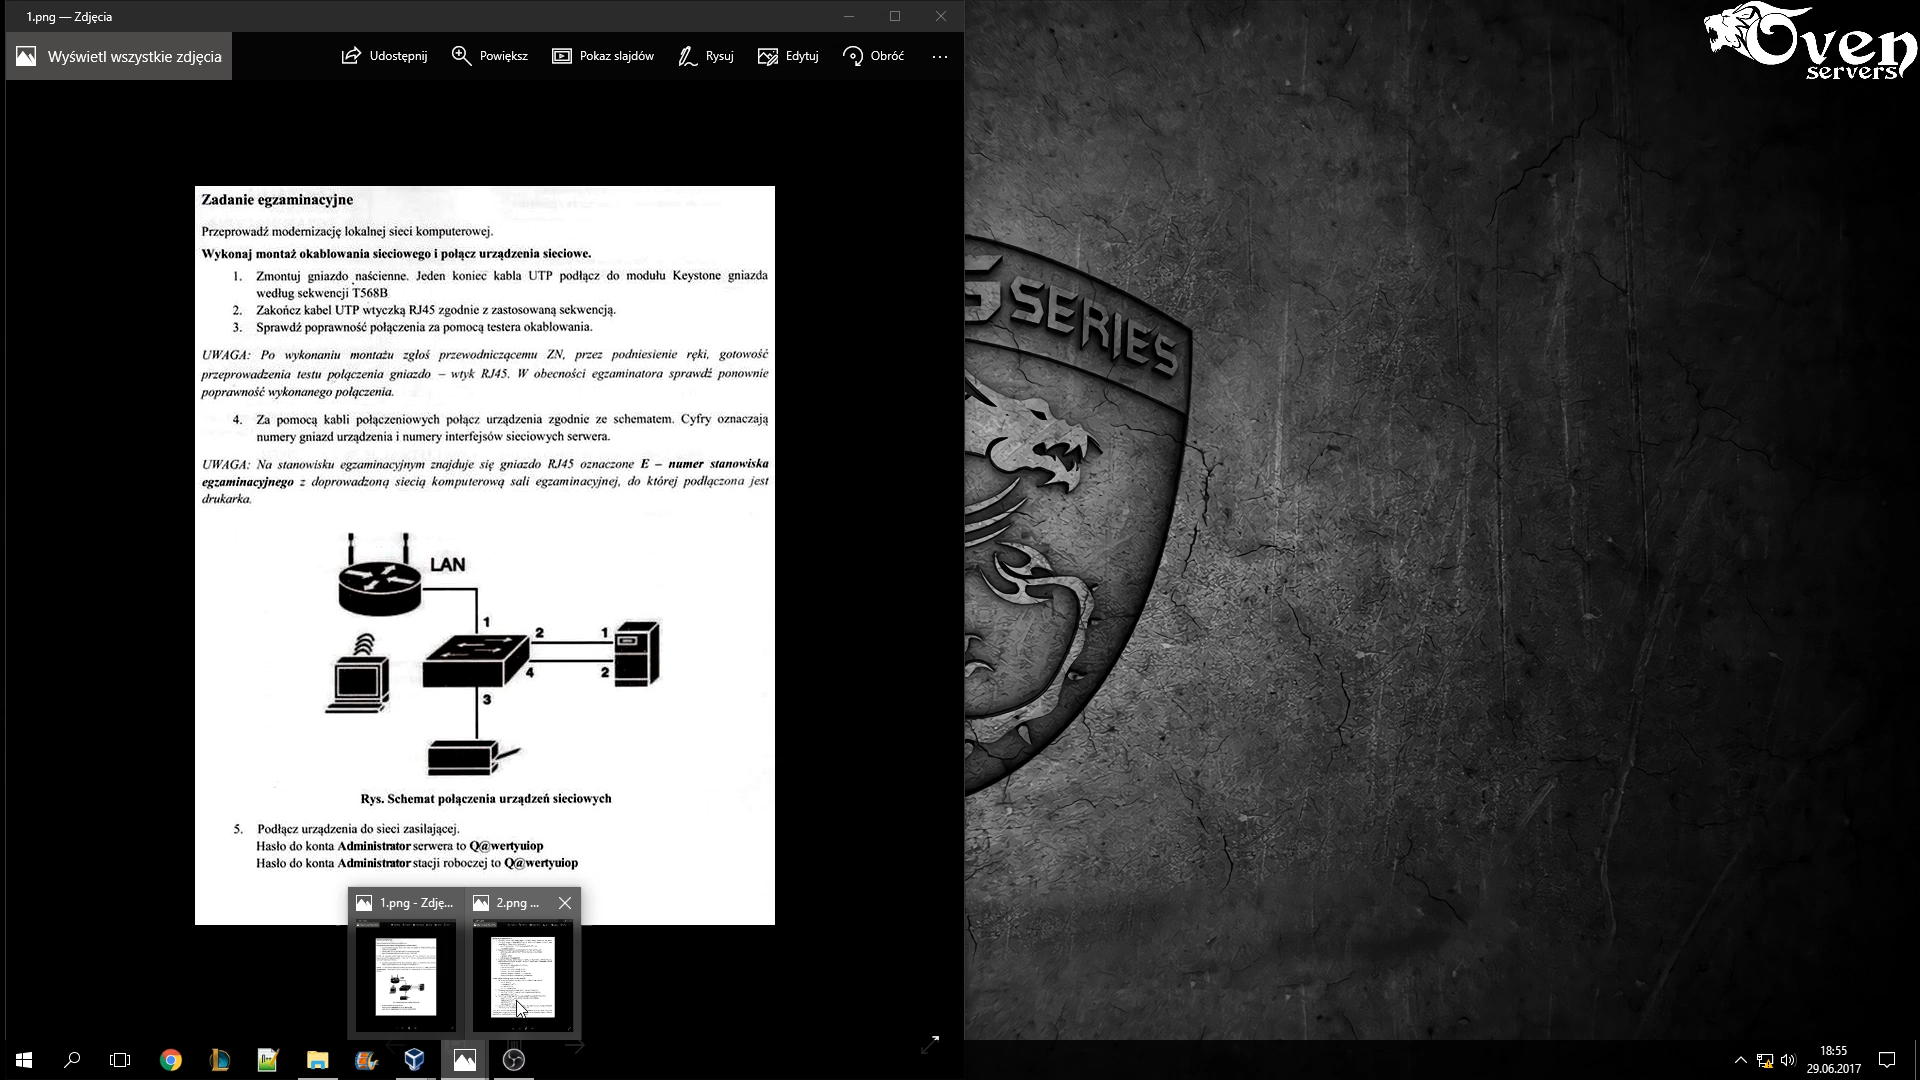 1.png — Zdjęcia
Wyświetl wszystkie zdjęcia
Udostępnij
Powiększ
Pokaz slajdów
Rysuj
Edytuj
Obróć
Oven
servers
G SERIES
Zadanie egzaminacyjne
Przeprowadź modernizację lokalnej sieci komputerowej.
Wykonaj montaż okablowania sieciowego i połącz urządzenia sieciowe.
1. Zmontuj gniazdo naścienne. Jeden koniec kabla UTP podłącz do modułu Keystone gniazda
według sekwencji T568B
2. Zakończ kabel UTP wtyczką RJ45 zgodnie z zastosowaną sekwencją.
3. Sprawdź poprawność połączenia za pomocą testera okablowania.
UWAGA: Po wykonaniu montażu zgłoś przewodniczącemu ZN, przez podniesienie ręki, gotowość
przeprowadzenia testu połączenia gniazdo – wtyk RJ45. W obecności egzaminatora sprawdź ponownie
poprawność wykonanego połączenia.
4. Za pomocą kabli połączeniowych połącz urządzenia zgodnie ze schematem. Cyfry oznaczają
numery gniazd urządzenia i numery interfejsów sieciowych serwera.
UWAGA: Na stanowisku egzaminacyjnym znajduje się gniazdo RJ45 oznaczone E – numer stanowiska
egzaminacyjnego z doprowadzoną siecią komputerową sali egzaminacyjnej, do której podłączona jest
drukarka.
LAN
1
2 1
4 2
3
Rys. Schemat połączenia urządzeń sieciowych
5. Podłącz urządzenia do sieci zasilającej.
Hasło do konta Administrator serwera to Q@wertyuiop
Hasło do konta Administrator stacji roboczej to Q@wertyuiop
1.png - Zdję...
2.png ...
18:55
29.06.2017